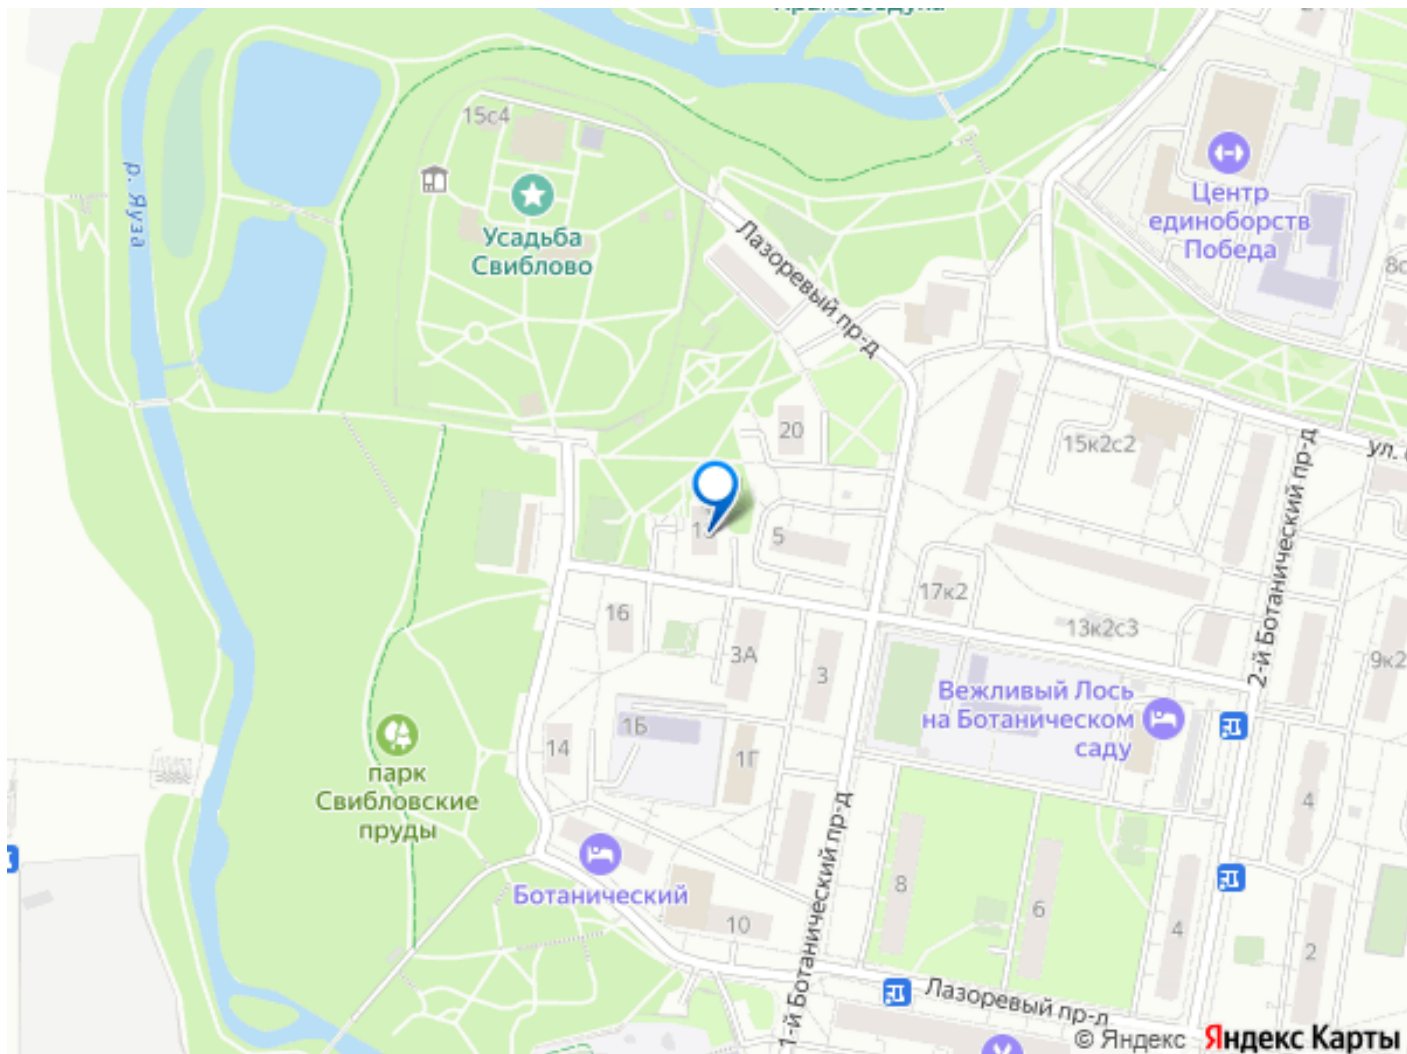 15с4
р. Яуза
Усадьба
Свиблово
Лазоревый пр-д
Центр
единоборств
Победа
20
15к2с2
ул.
5
17к2
16
3А
3
13к2с3
2-й Ботанический пр-д
9к2
Вежливый Лось
на Ботаническом
саду
1Б
14
1Г
парк
Свибловские
пруды
4
Ботанический
1-й Ботанический пр-д
8
6
10
4
2
Лазоревый пр-д
© Яндекс Яндекс Карты